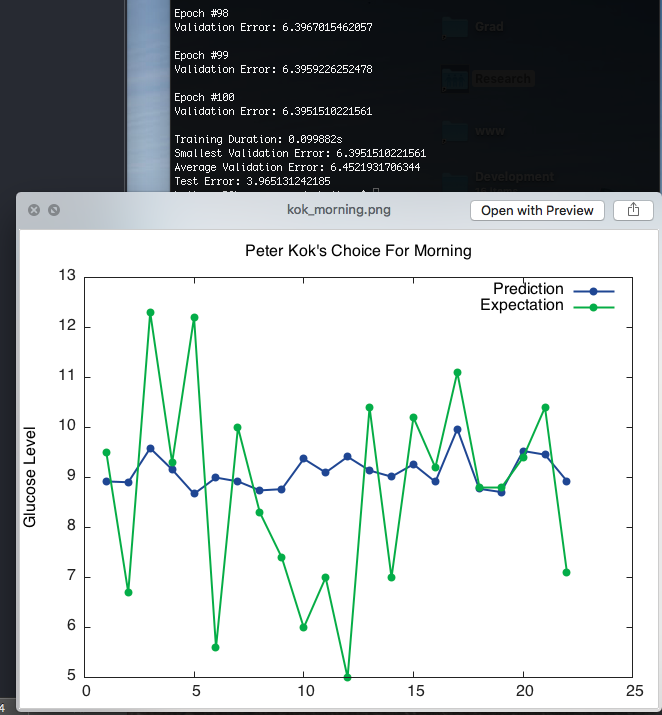 Epoch #98
Validation Error: 6.3967015462057
Grad
Epoch #99
Validation Error: 6.3959226252478
Research
Epoch #100
Validation Error: 6.3951510221561
www
Training Duration: 0.099882s
Smallest Validation Error: 6.3951510221561
Average Validation Error: 6.4521931706344
Development
Test Error: 3.965131242185
kok_morning.png
Open with Preview
Peter Kok's Choice For Morning
Prediction
Expectation
Glucose Level
13
12
11
10
9
8
7
6
5
0 5 10 15 20 25
4